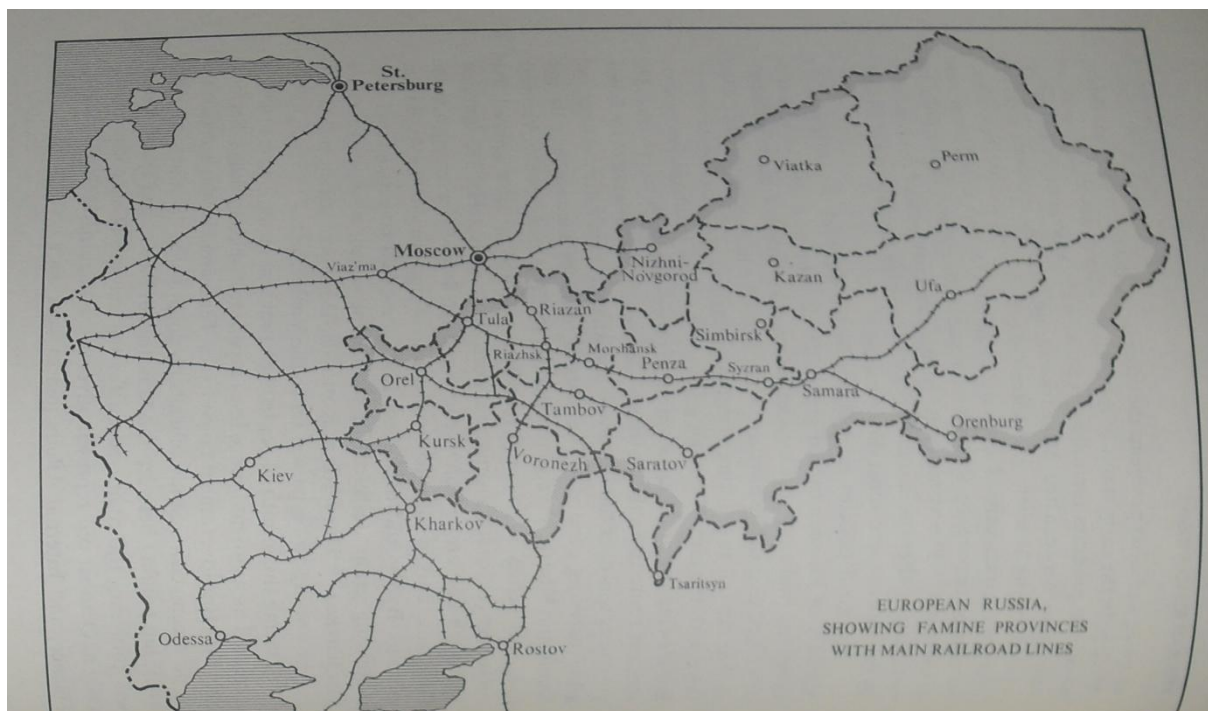 St.
Petersburg
Perm
Viatka
Moscow
Nizhni-
Novgorod
Kazan
Viaz'ma
Ufa
Riazan
Tula
Simbirsk
Riazhsk
Morshansk
Penza
Syzran
Samara
Orel
Tambov
Orenburg
Kursk
Voronezh
Saratov
Kiev
Kharkov
Tsaritsyn
EUROPEAN RUSSIA,
SHOWING FAMINE PROVINCES
WITH MAIN RAILROAD LINES
Odessa
Rostov